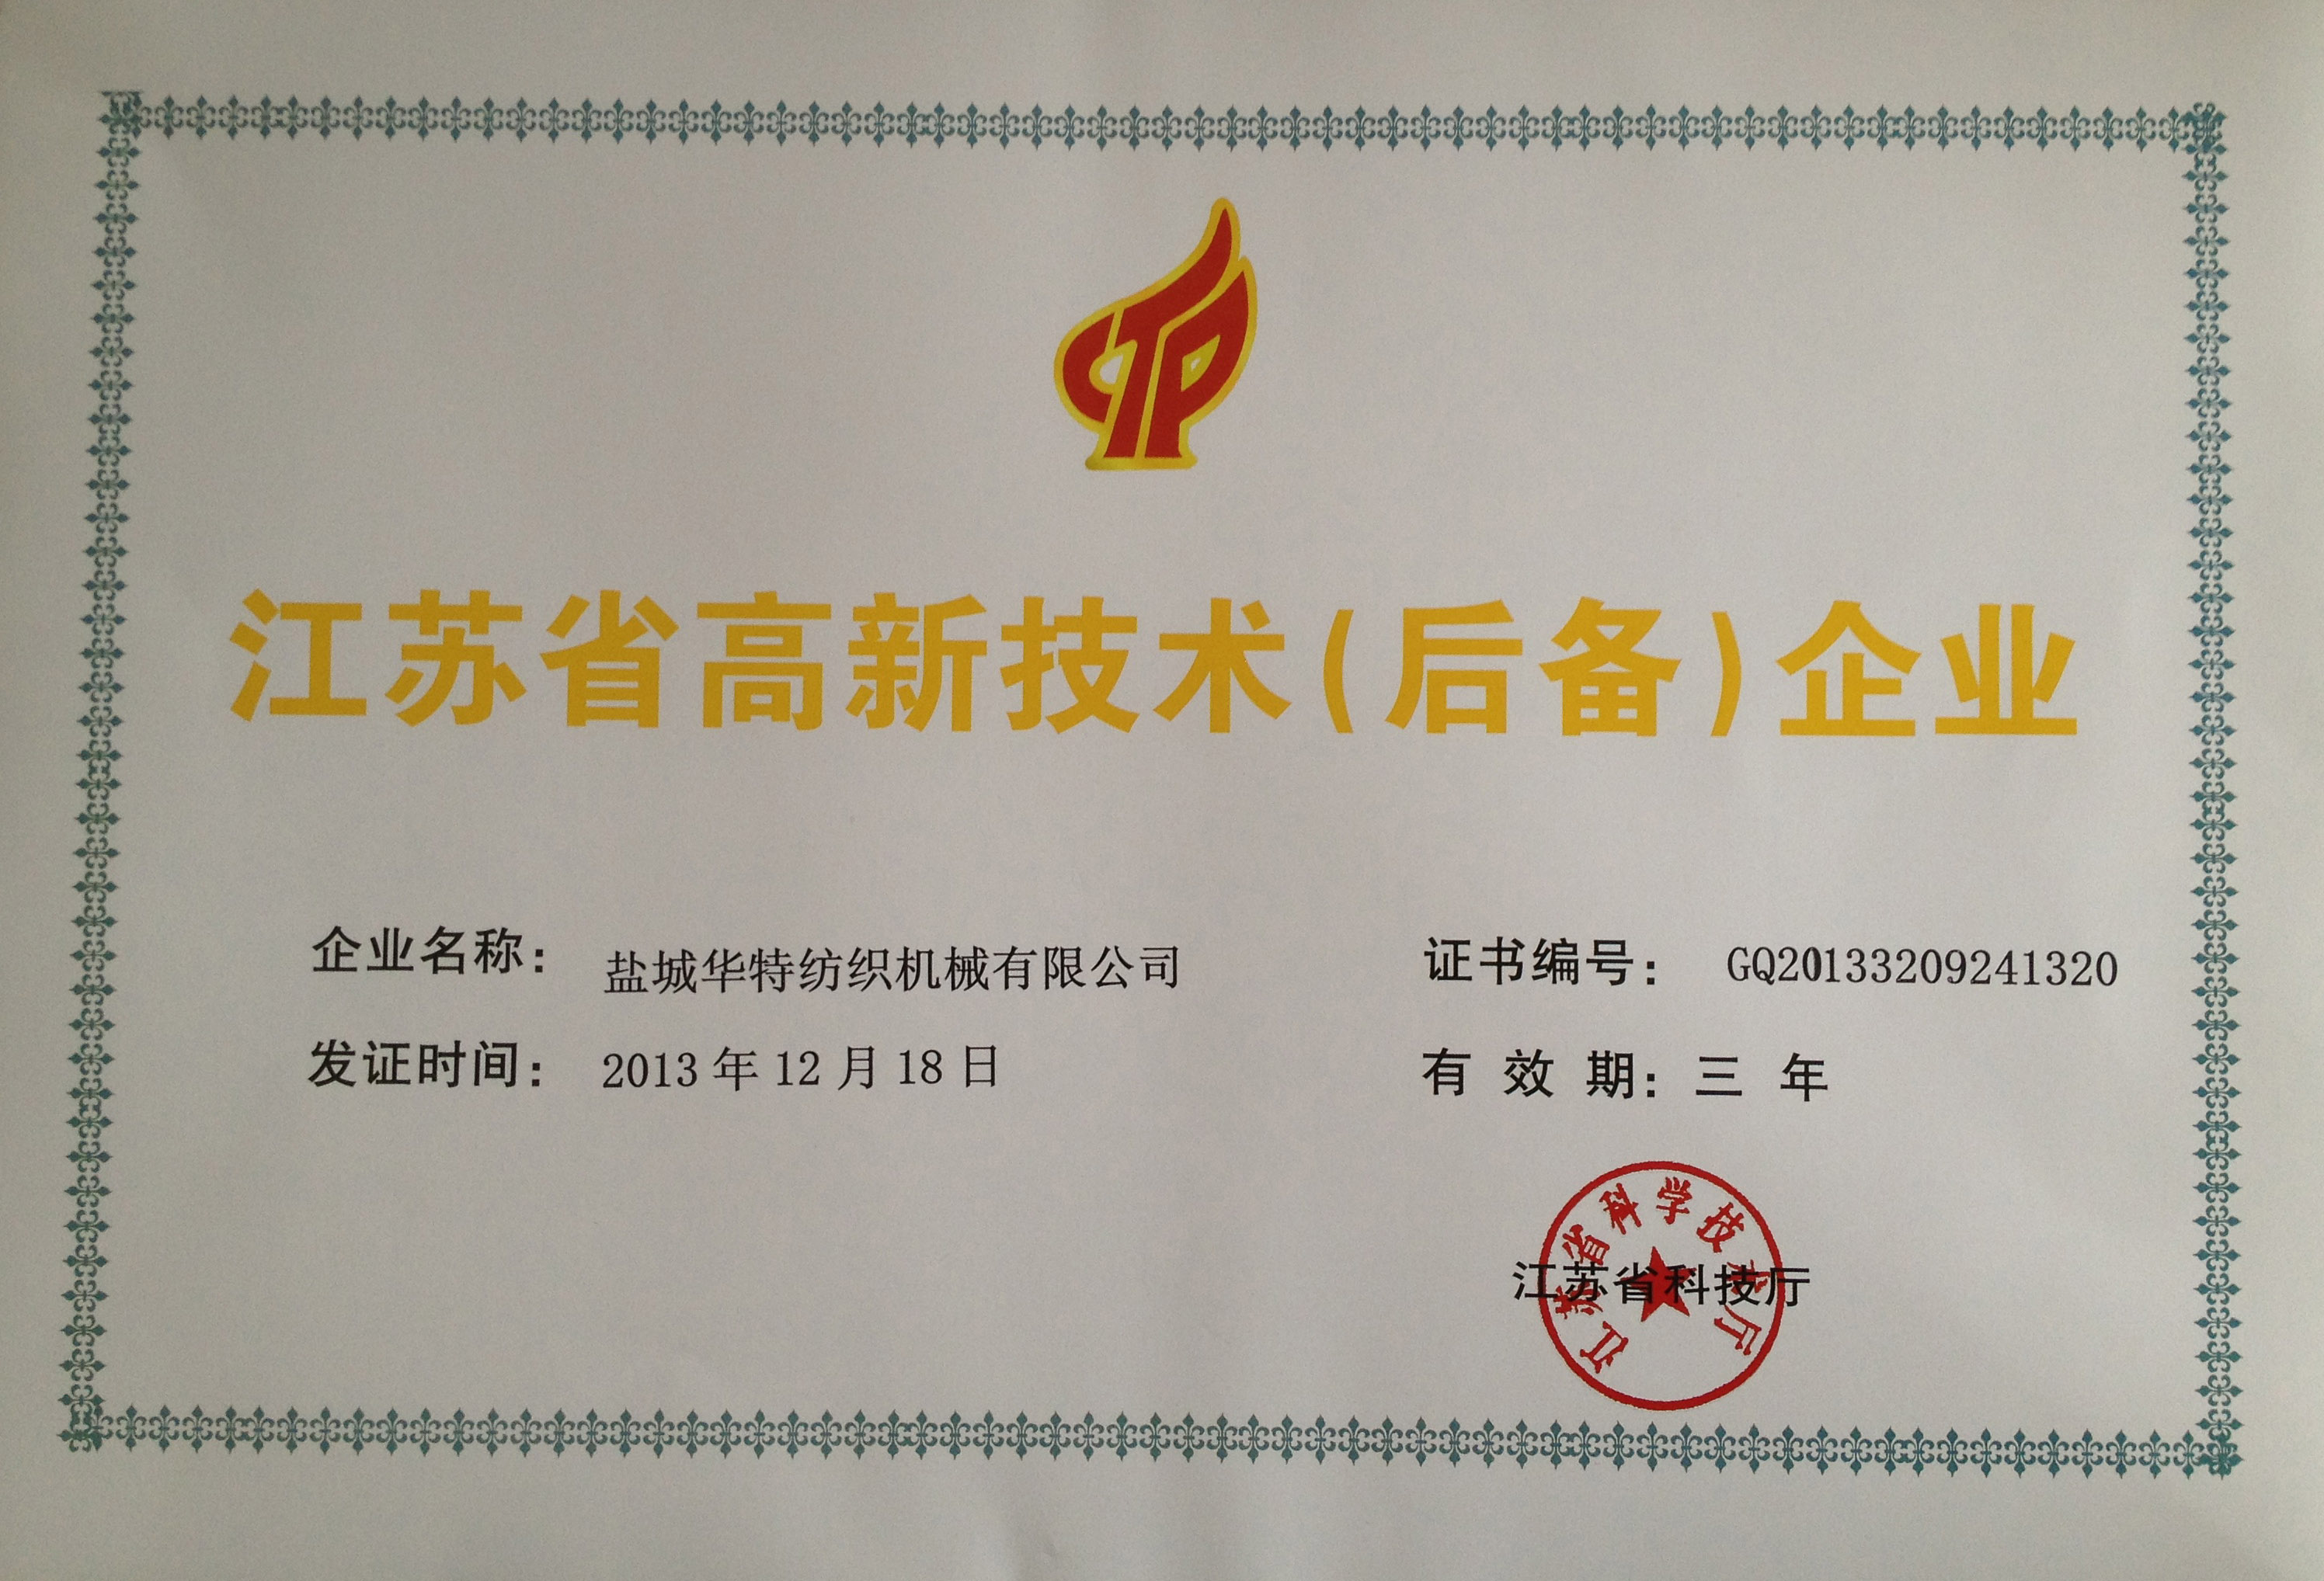 CTP
江苏省高新技术(后备)企业
企业名称： 盐城华特纺织机械有限公司
证书编号： GQ20133209241320
发证时间： 2013年12月18日
有 效 期：三 年
江苏省科学技术厅
江苏省科技厅